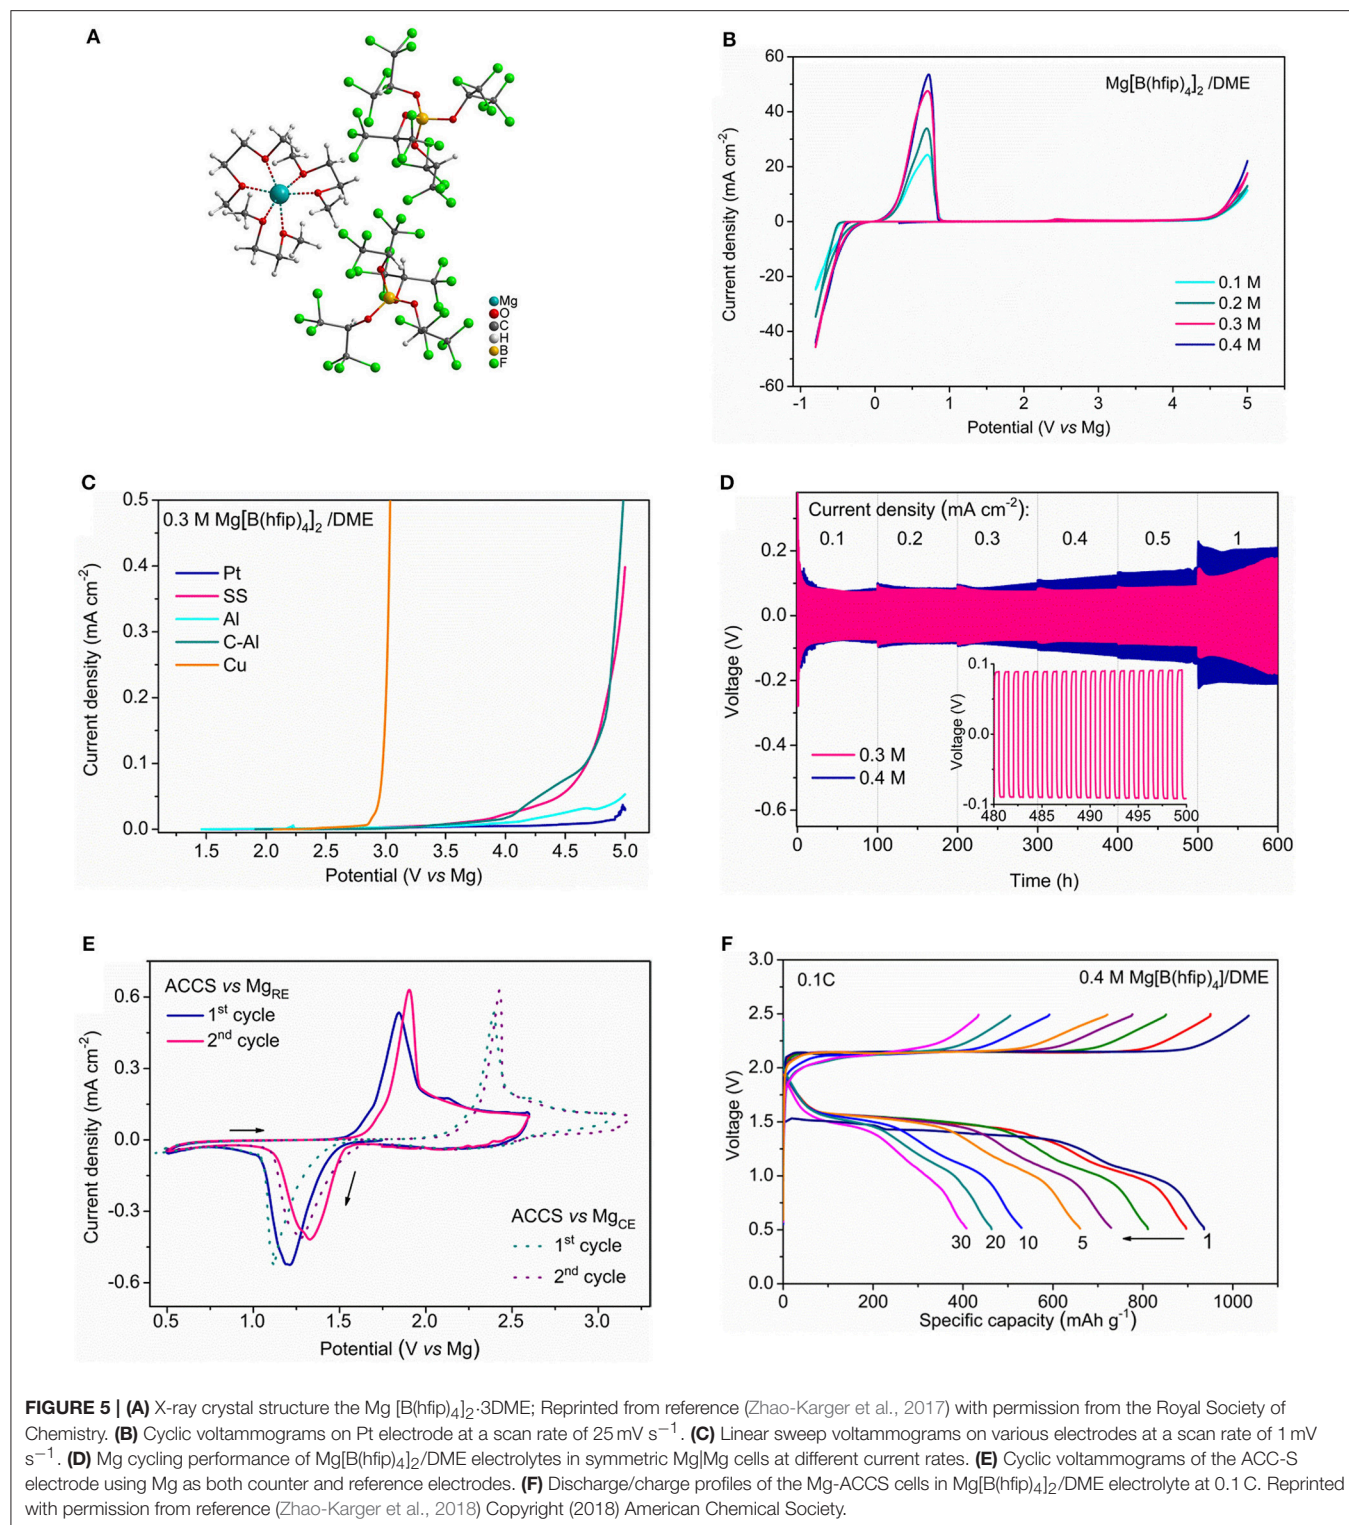 A
Mg
O
C
H
B
F
B
Mg[B(hfip)₄]₂ /DME
60
40
20
0
-20
-40
-60
Current density (mA cm⁻²)
0.1 M
0.2 M
0.3 M
0.4 M
-1 0 1 2 3 4 5
Potential (V vs Mg)
C
0.3 M Mg[B(hfip)₄]₂ /DME
Pt
SS
Al
C-Al
Cu
0.5
0.4
0.3
0.2
0.1
0.0
Current density (mA cm⁻²)
1.5 2.0 2.5 3.0 3.5 4.0 4.5 5.0
Potential (V vs Mg)
D
Current density (mA cm⁻²):
0.1 0.2 0.3 0.4 0.5 1
0.2
0.0
-0.2
-0.4
-0.6
Voltage (V)
0.1
0.0
-0.1
Voltage (V)
480 485 490 495 500
0.3 M
0.4 M
0 100 200 300 400 500 600
Time (h)
E
ACCS vs Mg_RE
1ˢᵗ cycle
2ⁿᵈ cycle
0.6
0.3
0.0
-0.3
-0.6
Current density (mA cm⁻²)
ACCS vs Mg_CE
1ˢᵗ cycle
2ⁿᵈ cycle
0.5 1.0 1.5 2.0 2.5 3.0
Potential (V vs Mg)
F
0.1C 0.4 M Mg[B(hfip)₄]/DME
3.0
2.5
2.0
1.5
1.0
0.5
0.0
Voltage (V)
30 20 10 5 1
0 200 400 600 800 1000
Specific capacity (mAh g⁻¹)
FIGURE 5 | (A) X-ray crystal structure the Mg [B(hfip)₄]₂·3DME; Reprinted from reference (Zhao-Karger et al., 2017) with permission from the Royal Society of
Chemistry. (B) Cyclic voltammograms on Pt electrode at a scan rate of 25 mV s⁻¹. (C) Linear sweep voltammograms on various electrodes at a scan rate of 1 mV
s⁻¹. (D) Mg cycling performance of Mg[B(hfip)₄]₂/DME electrolytes in symmetric Mg|Mg cells at different current rates. (E) Cyclic voltammograms of the ACC-S
electrode using Mg as both counter and reference electrodes. (F) Discharge/charge profiles of the Mg-ACCS cells in Mg[B(hfip)₄]₂/DME electrolyte at 0.1 C. Reprinted
with permission from reference (Zhao-Karger et al., 2018) Copyright (2018) American Chemical Society.